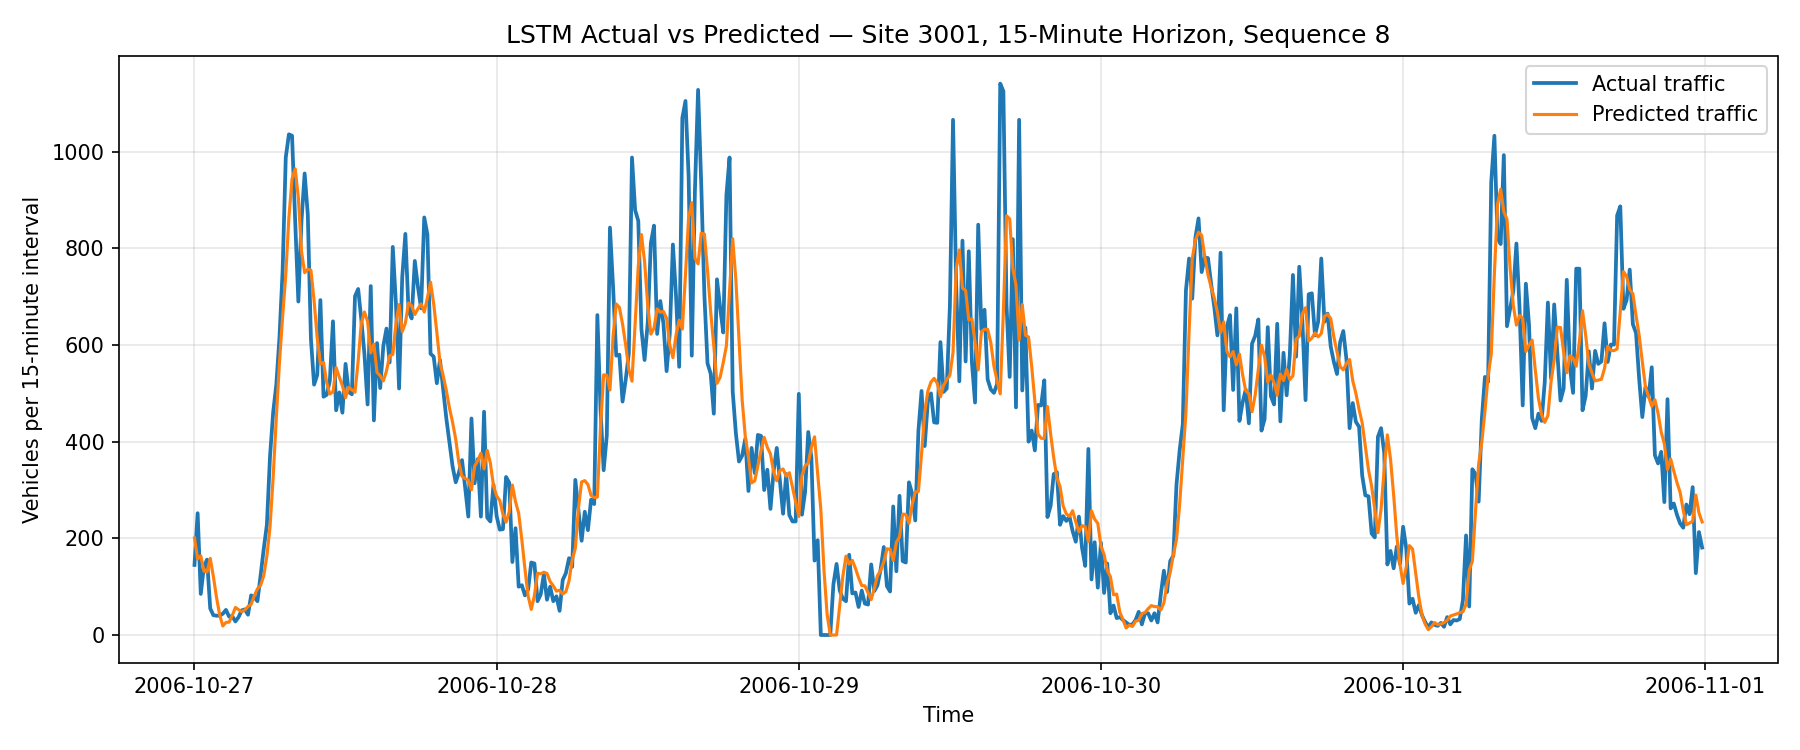 LSTM Actual vs Predicted — Site 3001, 15-Minute Horizon, Sequence 8
Actual traffic
Predicted traffic
Vehicles per 15-minute interval
1000
800
600
400
200
0
2006-10-27 2006-10-28 2006-10-29 2006-10-30 2006-10-31 2006-11-01
Time